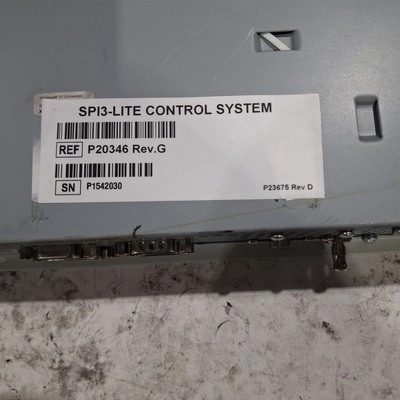 SPI3-LITE CONTROL SYSTEM
REF P20346 Rev.G
SN P1542030
P23675 Rev D